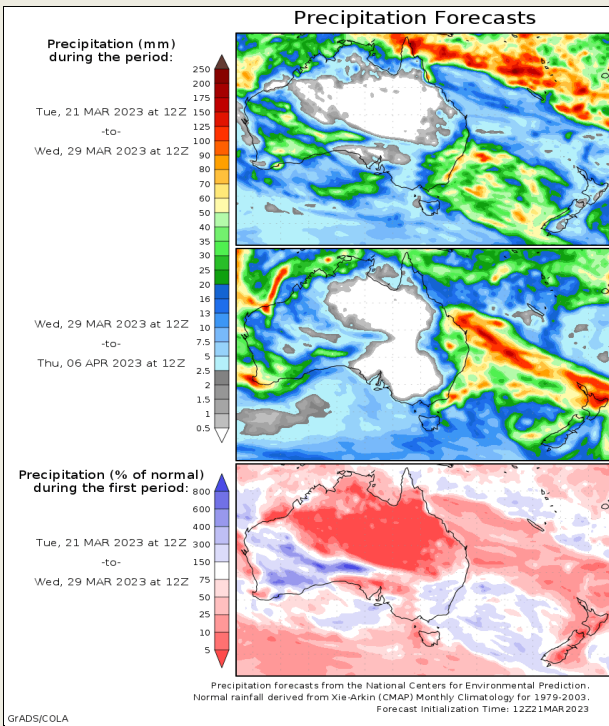 Precipitation Forecasts
Precipitation (mm)
during the period:
Tue, 21 MAR 2023 at 12Z
-to-
Wed, 29 MAR 2023 at 12Z
250
200
175
150
125
100
90
80
70
60
50
40
35
30
25
20
16
13
10
7.5
5
2.5
2
1.5
1
0.5
Wed, 29 MAR 2023 at 12Z
-to-
Thu, 06 APR 2023 at 12Z
Precipitation (% of normal)
during the first period:
Tue, 21 MAR 2023 at 12Z
-to-
Wed, 29 MAR 2023 at 12Z
800
600
400
300
150
75
50
25
10
5
Precipitation forecasts from the National Centers for Environmental Prediction.
Normal rainfall derived from Xie-Arkin (CMAP) Monthly Climatology for 1979-2003.
Forecast Initialization Time: 12Z21MAR2023
GrADS/COLA